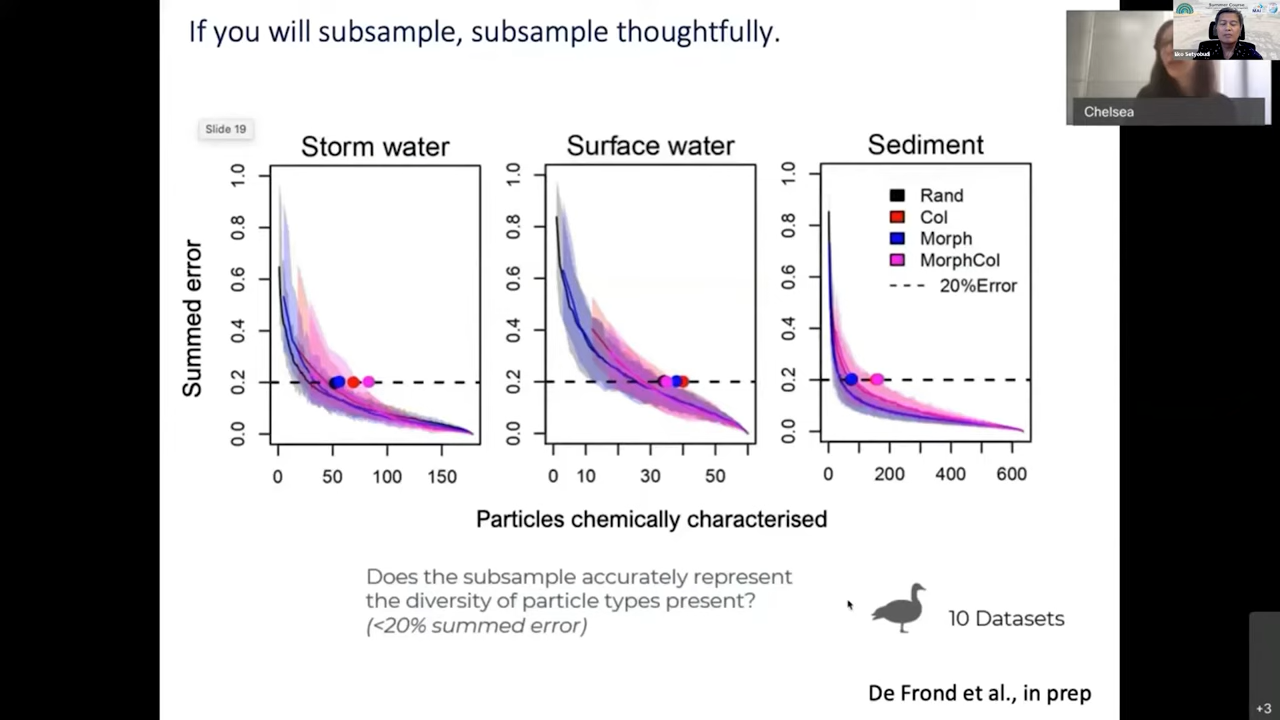 If you will subsample, subsample thoughtfully.
Summer Course
Eko Setyobudi
Chelsea
Slide 19
Storm water
Surface water
Sediment
Summed error
0.0 0.2 0.4 0.6 0.8 1.0
0 50 100 150
0.0 0.2 0.4 0.6 0.8 1.0
0 10 30 50
0.0 0.2 0.4 0.6 0.8 1.0
0 200 400 600
Rand
Col
Morph
MorphCol
20%Error
Particles chemically characterised
Does the subsample accurately represent
the diversity of particle types present?
(<20% summed error)
10 Datasets
De Frond et al., in prep
+3